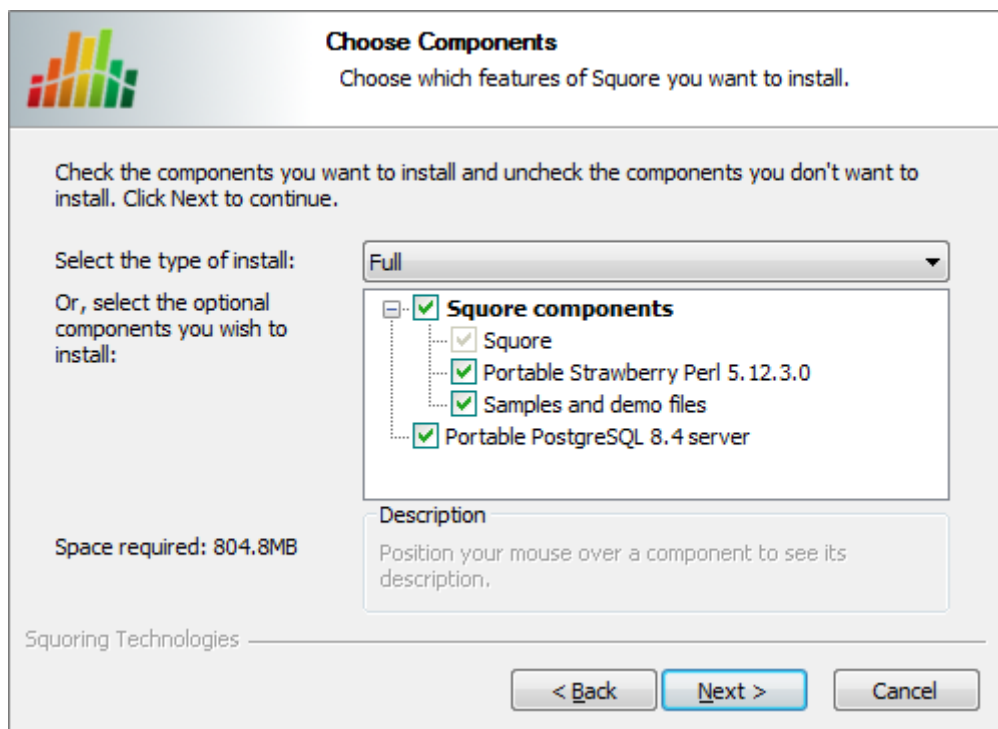 Choose Components
Choose which features of Squore you want to install.
Check the components you want to install and uncheck the components you don't want to
install. Click Next to continue.
Select the type of install:
Full
Or, select the optional
components you wish to
install:
Squore components
Squore
Portable Strawberry Perl 5.12.3.0
Samples and demo files
Portable PostgreSQL 8.4 server
Space required: 804.8MB
Description
Position your mouse over a component to see its
description.
Squoring Technologies
< Back
Next >
Cancel